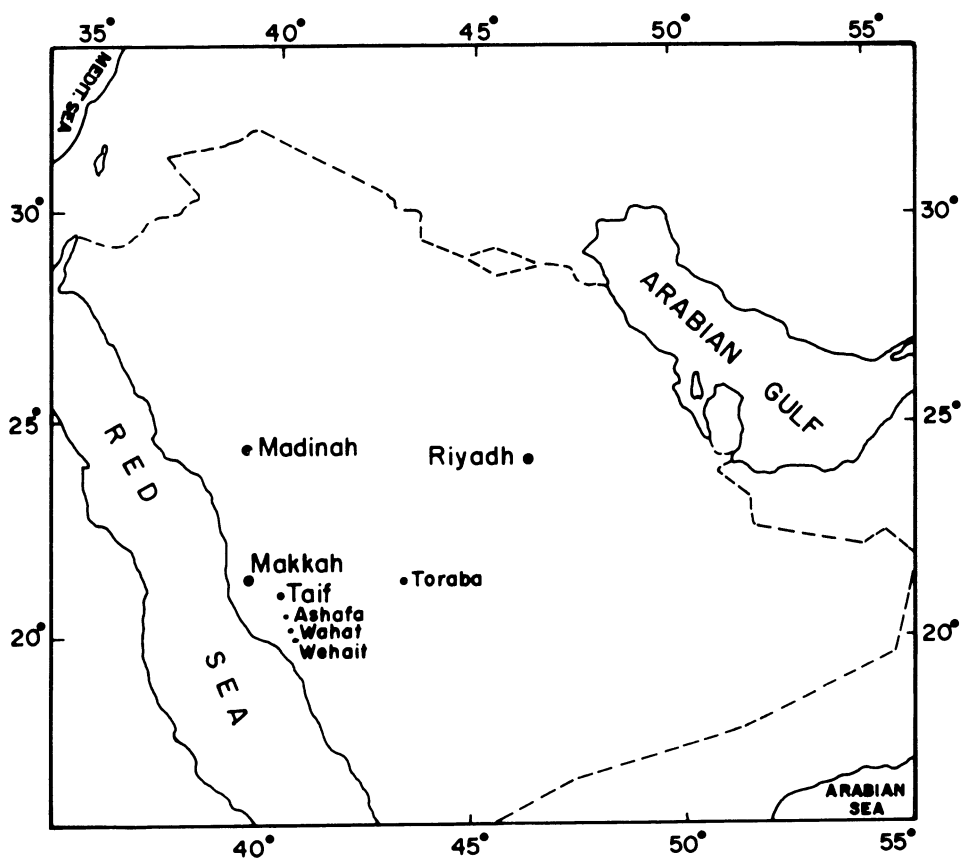 35° 40° 45° 50° 55°
MEDIT. SEA
30° 30°
ARABIAN GULF
25° 25°
RED SEA
Madinah
Riyadh
Makkah
Taif
Toraba
Ashafa
Wahat
Wehait
20° 20°
ARABIAN
SEA
40° 45° 50° 55°